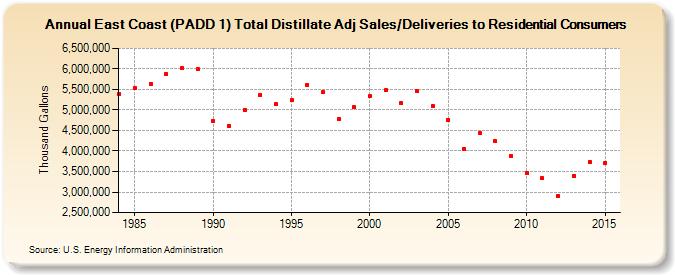 Annual East Coast (PADD 1) Total Distillate Adj Sales/Deliveries to Residential Consumers
Thousand Gallons
6,500,000
6,000,000
5,500,000
5,000,000
4,500,000
4,000,000
3,500,000
3,000,000
2,500,000
1985 1990 1995 2000 2005 2010 2015
Source: U.S. Energy Information Administration